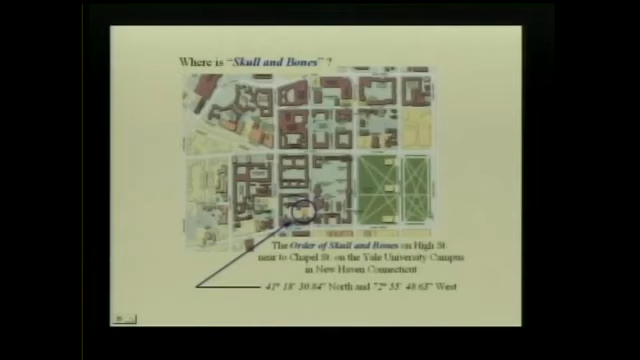 Where is "Skull and Bones" ?
The Order of Skull and Bones on High St.
near to Chapel St. on the Yale University Campus
in New Haven Connecticut
41° 18' 30.84" North and 72° 55' 48.63" West